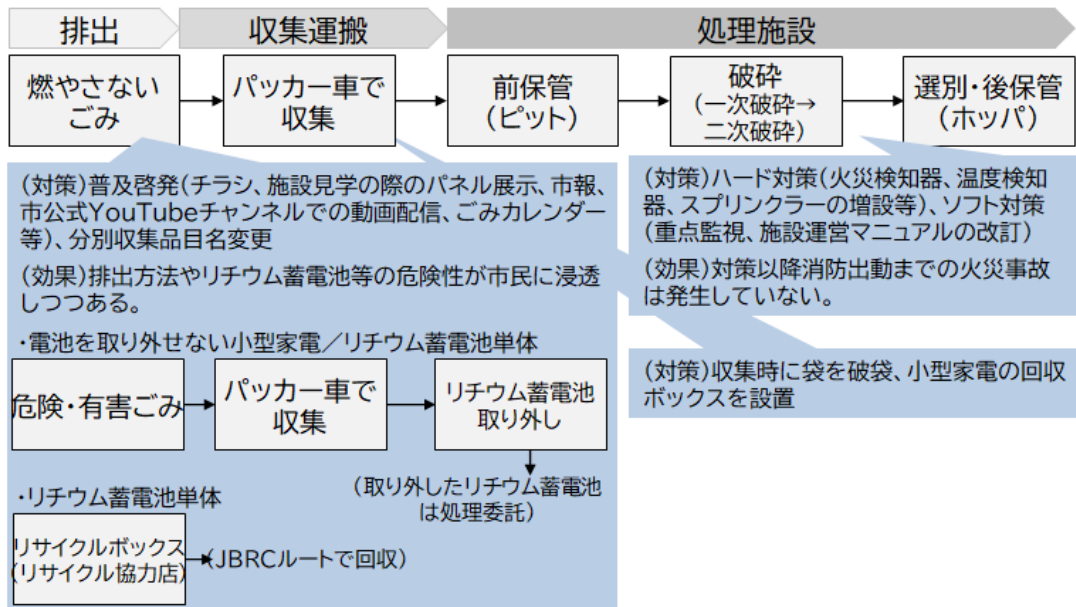 排出
収集運搬
処理施設
燃やさない
ごみ
パッカー車で
収集
前保管
(ピット)
破砕
(一次破砕→
二次破砕)
選別・後保管
(ホッパ)
(対策)普及啓発(チラシ、施設見学の際のパネル展示、市報、
市公式YouTubeチャンネルでの動画配信、ごみカレンダー
等)、分別収集品目名変更
(効果)排出方法やリチウム蓄電池等の危険性が市民に浸透
しつつある。
・電池を取り外せない小型家電/リチウム蓄電池単体
危険・有害ごみ
パッカー車で
収集
リチウム蓄電池
取り外し
(取り外したリチウム蓄電池
は処理委託)
・リチウム蓄電池単体
リサイクルボックス
(リサイクル協力店)
(JBRCルートで回収)
(対策)ハード対策(火災検知器、温度検知
器、スプリンクラーの増設等)、ソフト対策
(重点監視、施設運営マニュアルの改訂)
(効果)対策以降消防出動までの火災事故
は発生していない。
(対策)収集時に袋を破袋、小型家電の回収
ボックスを設置